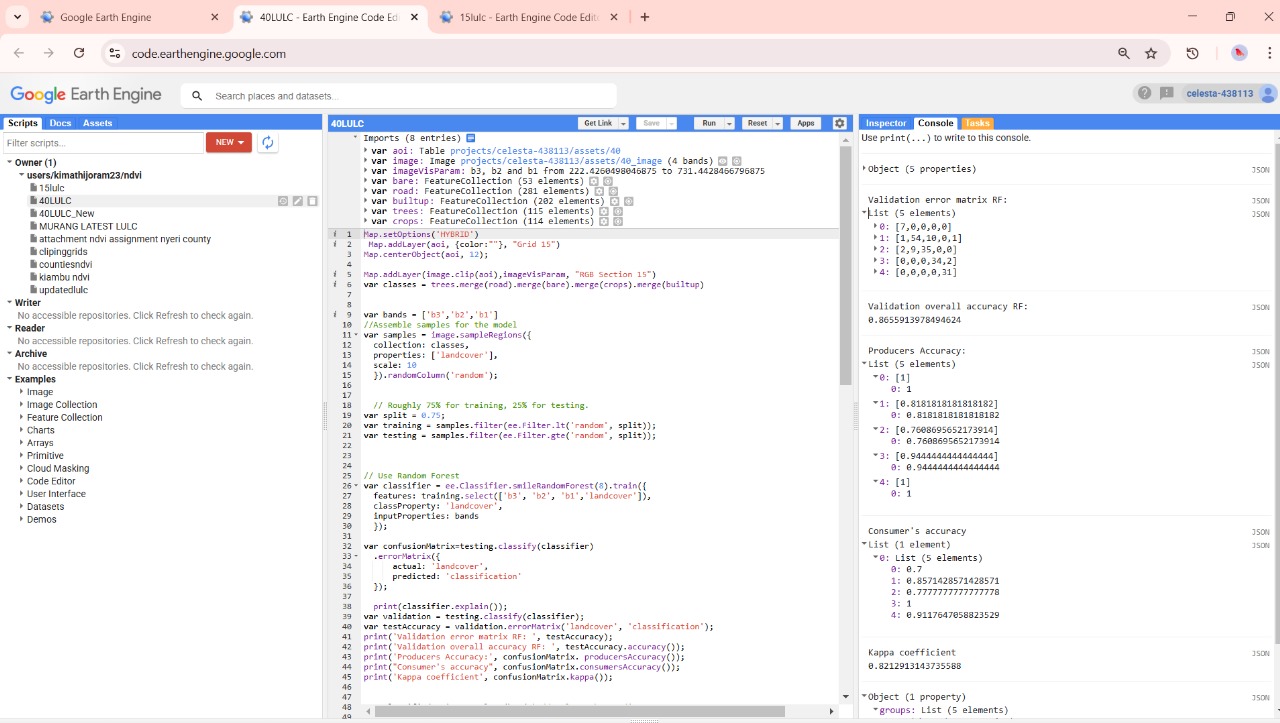 Google Earth Engine
40LULC - Earth Engine Code Edi
15lulc - Earth Engine Code Edit
code.earthengine.google.com
Google Earth Engine
Search places and datasets...
celesta-438113
Scripts Docs Assets
Filter scripts...
NEW
Owner (1)
users/kimathijoram23/ndvi
15lulc
40LULC
40LULC_New
MURANG LATEST LULC
attachment ndvi assignment nyeri county
clipinggrids
countiesndvi
kiambu ndvi
updatedlulc
Writer
No accessible repositories. Click Refresh to check again.
Reader
No accessible repositories. Click Refresh to check again.
Archive
No accessible repositories. Click Refresh to check again.
Examples
Image
Image Collection
Feature Collection
Charts
Arrays
Primitive
Cloud Masking
Code Editor
User Interface
Datasets
Demos
40LULC
Get Link Save Run Reset Apps
Imports (8 entries)
var aoi: Table projects/celesta-438113/assets/40
var image: Image projects/celesta-438113/assets/40_image (4 bands)
var imageVisParam: b3, b2 and b1 from 222.4260498046875 to 731.4428466796875
var bare: FeatureCollection (53 elements)
var road: FeatureCollection (281 elements)
var builtup: FeatureCollection (202 elements)
var trees: FeatureCollection (115 elements)
var crops: FeatureCollection (114 elements)
i 1 Map.setOptions('HYBRID')
i 2 Map.addLayer(aoi, {color:""}, "Grid 15")
3 Map.centerObject(aoi, 12);
4
i 5 Map.addLayer(image.clip(aoi),imageVisParam, "RGB Section 15")
i 6 var classes = trees.merge(road).merge(bare).merge(crops).merge(builtup)
7
8
i 9 var bands = ['b3','b2','b1']
10 //Assemble samples for the model
11 var samples = image.sampleRegions({
12 collection: classes,
13 properties: ['landcover'],
14 scale: 10
15 }).randomColumn('random');
16
17
18 // Roughly 75% for training, 25% for testing.
19 var split = 0.75;
20 var training = samples.filter(ee.Filter.lt('random', split));
21 var testing = samples.filter(ee.Filter.gte('random', split));
22
23
24
25 // Use Random Forest
26 var classifier = ee.Classifier.smileRandomForest(8).train({
27 features: training.select(['b3', 'b2', 'b1','landcover']),
28 classProperty: 'landcover',
29 inputProperties: bands
30 });
31
32 var confusionMatrix=testing.classify(classifier)
33 .errorMatrix({
34 actual: 'landcover',
35 predicted: 'classification'
36 });
37
38 print(classifier.explain());
39 var validation = testing.classify(classifier);
40 var testAccuracy = validation.errorMatrix('landcover', 'classification');
41 print('Validation error matrix RF: ', testAccuracy);
42 print('Validation overall accuracy RF: ', testAccuracy.accuracy());
43 print('Producers Accuracy:', confusionMatrix. producersAccuracy());
44 print("Consumer's accuracy", confusionMatrix.consumersAccuracy());
45 print('Kappa coefficient', confusionMatrix.kappa());
46
47
48
49
Inspector Console Tasks
Use print(...) to write to this console.
Object (5 properties) JSON
Validation error matrix RF: JSON
List (5 elements) JSON
0: [7,0,0,0,0]
1: [1,54,10,0,1]
2: [2,9,35,0,0]
3: [0,0,0,34,2]
4: [0,0,0,0,31]
Validation overall accuracy RF: JSON
0.8655913978494624
Producers Accuracy: JSON
List (5 elements) JSON
0: [1]
0: 1
1: [0.8181818181818182]
0: 0.8181818181818182
2: [0.7608695652173914]
0: 0.7608695652173914
3: [0.9444444444444444]
0: 0.9444444444444444
4: [1]
0: 1
Consumer's accuracy JSON
List (1 element) JSON
0: List (5 elements)
0: 0.7
1: 0.8571428571428571
2: 0.7777777777777778
3: 1
4: 0.9117647058823529
Kappa coefficient JSON
0.8212913143735588
Object (1 property) JSON
groups: List (5 elements)